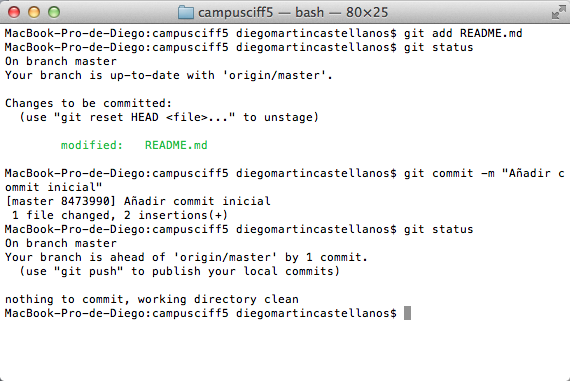 campusciff5 — bash — 80×25
MacBook-Pro-de-Diego:campusciff5 diegomartincastellanos$ git add README.md
MacBook-Pro-de-Diego:campusciff5 diegomartincastellanos$ git status
On branch master
Your branch is up-to-date with 'origin/master'.
Changes to be committed:
  (use "git reset HEAD <file>..." to unstage)
        modified:   README.md
MacBook-Pro-de-Diego:campusciff5 diegomartincastellanos$ git commit -m "Añadir c
ommit inicial"
[master 8473990] Añadir commit inicial
 1 file changed, 2 insertions(+)
MacBook-Pro-de-Diego:campusciff5 diegomartincastellanos$ git status
On branch master
Your branch is ahead of 'origin/master' by 1 commit.
  (use "git push" to publish your local commits)
nothing to commit, working directory clean
MacBook-Pro-de-Diego:campusciff5 diegomartincastellanos$